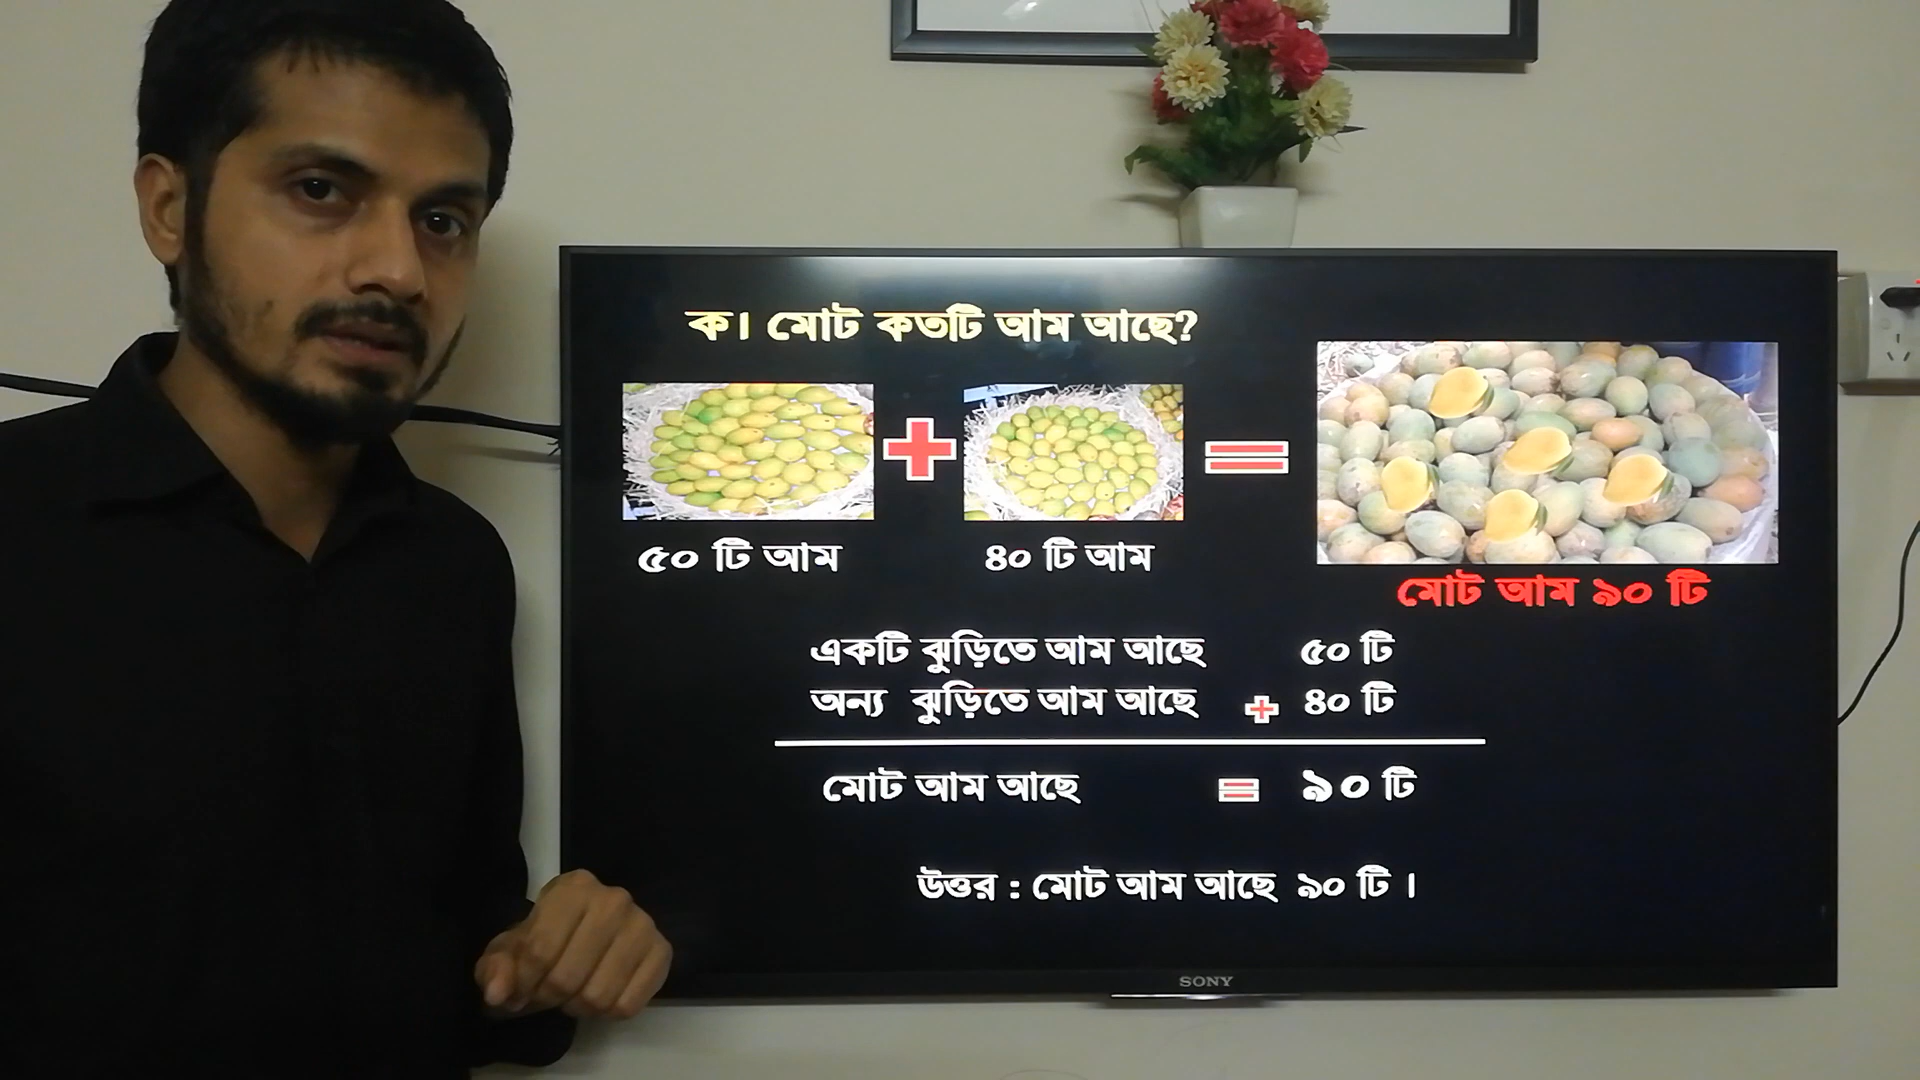 ক। মোট কতটি আম আছে?
+ =
৫০ টি আম ৪০ টি আম
মোট আম ৯০ টি
একটি ঝুড়িতে আম আছে ৫০ টি
অন্য ঝুড়িতে আম আছে + ৪০ টি
মোট আম আছে = ৯০ টি
উত্তর : মোট আম আছে ৯০ টি ।
SONY